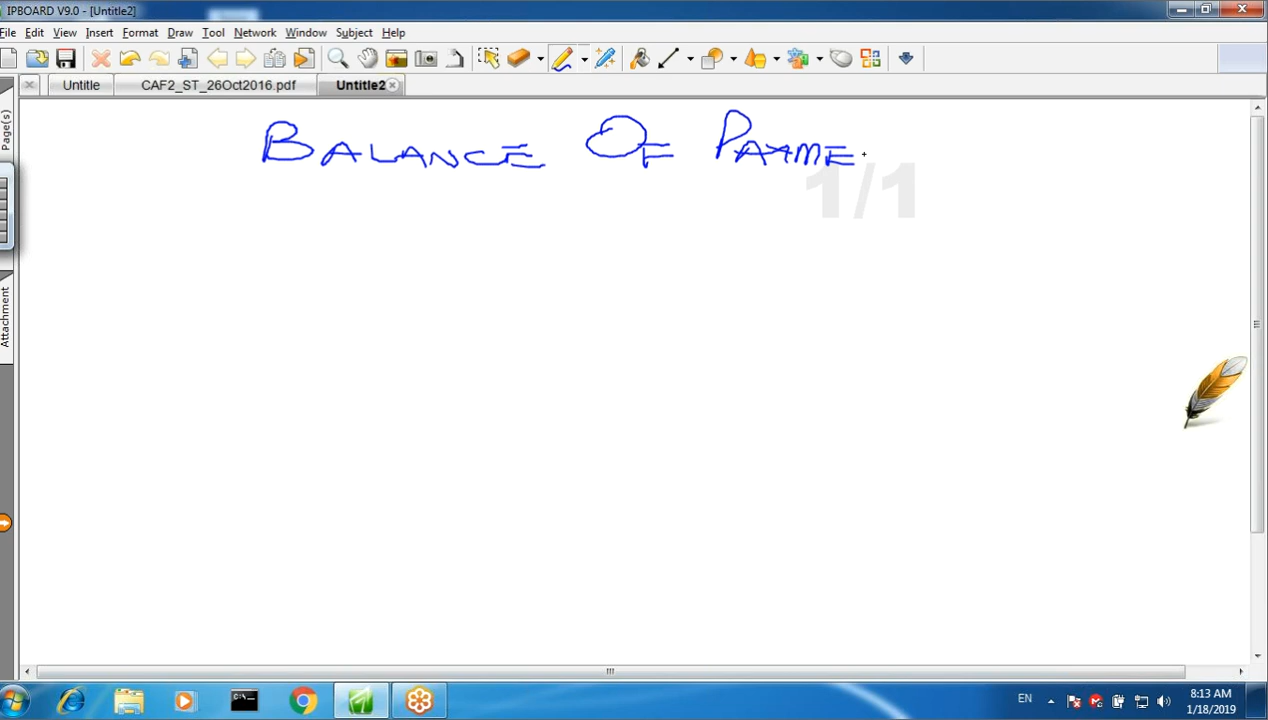 IPBOARD V9.0 - [Untitle2]
File Edit View Insert Format Draw Tool Network Window Subject Help
Untitle CAF2_ST_26Oct2016.pdf Untitle2
Page(s)
Attachment
BALANCE OF PAYME
1/1
EN 8:13 AM
1/18/2019